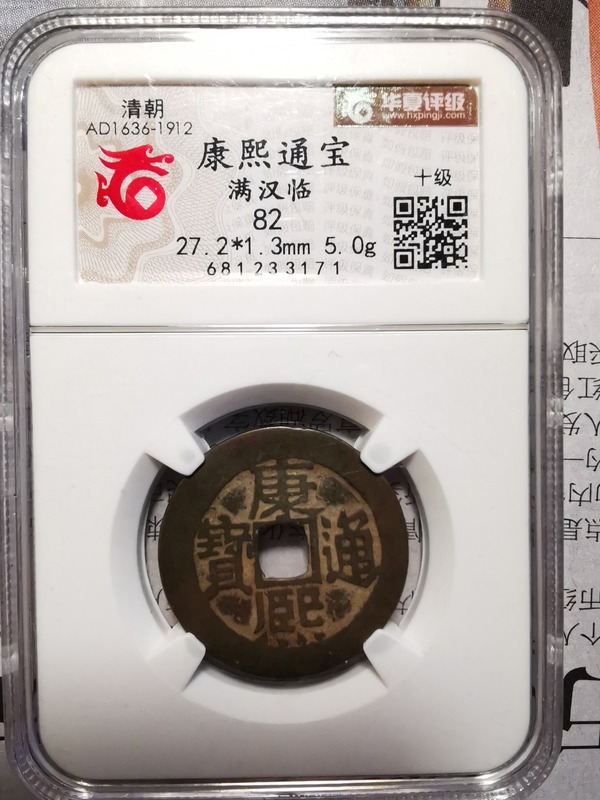 清朝
AD1636-1912
华夏评级
www.hxpingji.com
康熙通宝
满汉临
82
27.2*1.3mm 5.0g
681233171
十级
康熙通寶